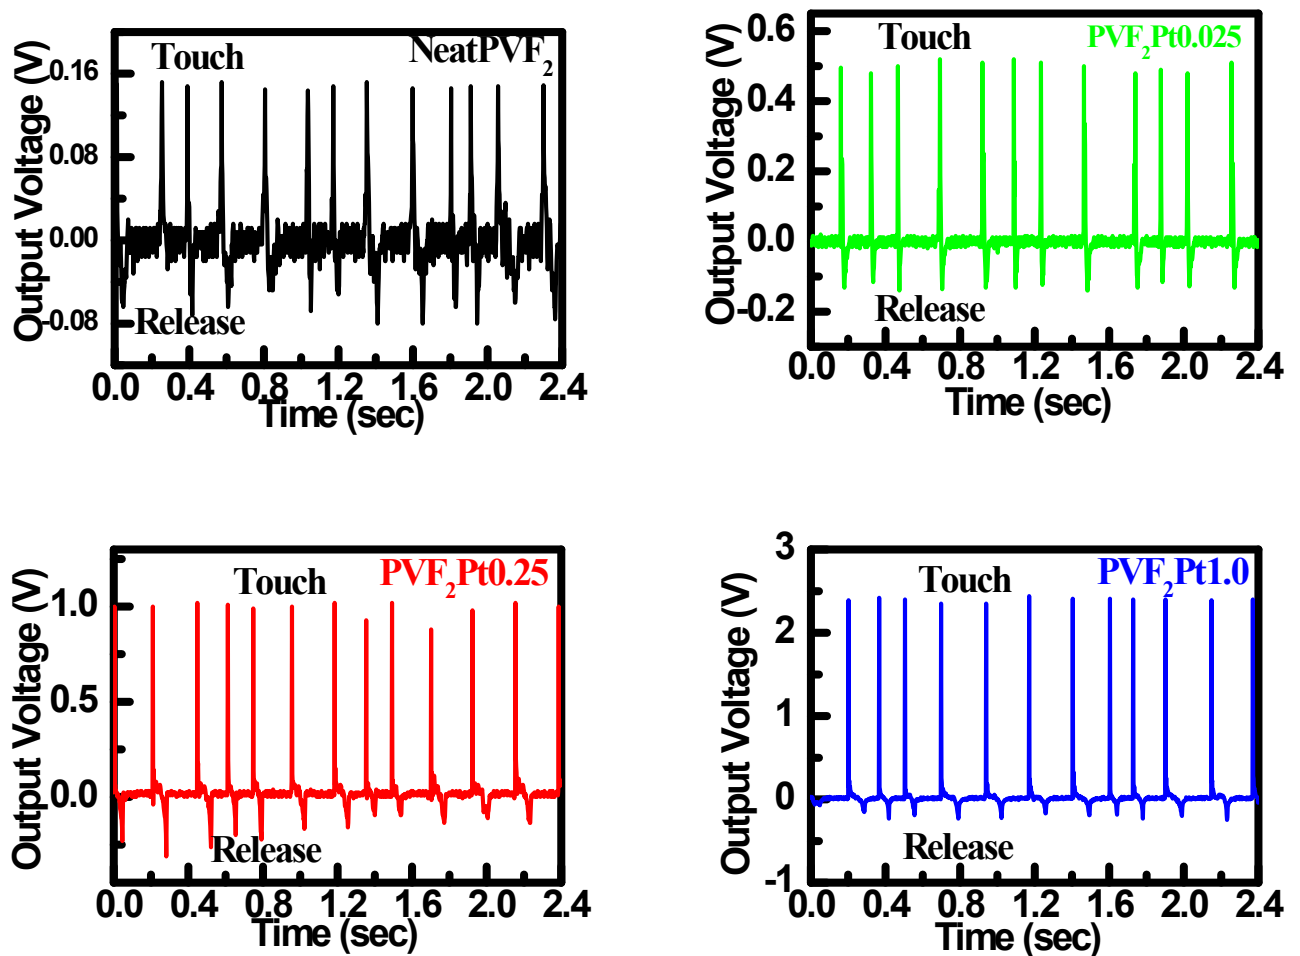 Touch
NeatPVF₂
0.16
0.08
0.00
-0.08
Release
0.0 0.4 0.8 1.2 1.6 2.0 2.4
Time (sec)
Output Voltage (V)
Touch
PVF₂Pt0.025
0.6
0.4
0.2
0.0
-0.2
Release
0.0 0.4 0.8 1.2 1.6 2.0 2.4
Time (sec)
Output Voltage (V)
Touch
PVF₂Pt0.25
1.0
0.5
0.0
Release
0.0 0.4 0.8 1.2 1.6 2.0 2.4
Time (sec)
Output Voltage (V)
Touch
PVF₂Pt1.0
3
2
1
0
-1
Release
0.0 0.4 0.8 1.2 1.6 2.0 2.4
Time (sec)
Output Voltage (V)